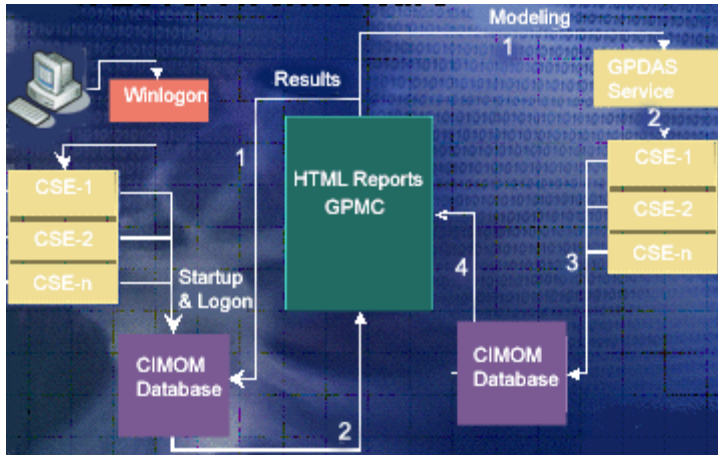 Modeling
1
GPDAS
Service
Results
Winlogon
2
1
CSE-1
CSE-2
CSE-n
HTML Reports
GPMC
CSE-1
CSE-2
CSE-n
3
4
Startup
& Logon
CIMOM
Database
CIMOM
Database
2